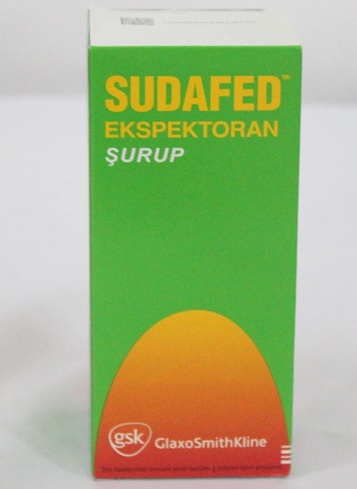 SUDAFED™
EKSPEKTORAN
ŞURUP
gsk GlaxoSmithKline